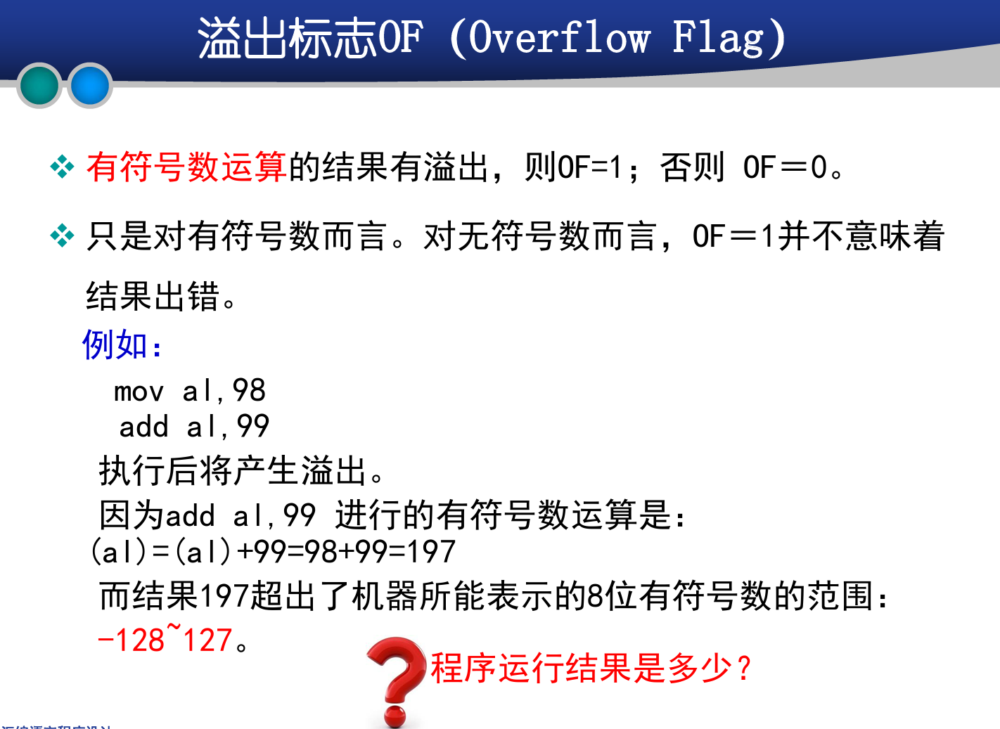 溢出标志OF (Overflow Flag)
有符号数运算的结果有溢出，则OF=1；否则 OF＝0。
只是对有符号数而言。对无符号数而言，OF＝1并不意味着
结果出错。
例如：
mov al,98
add al,99
执行后将产生溢出。
因为add al,99 进行的有符号数运算是：
(al)=(al)+99=98+99=197
而结果197超出了机器所能表示的8位有符号数的范围：
-128~127。
程序运行结果是多少？